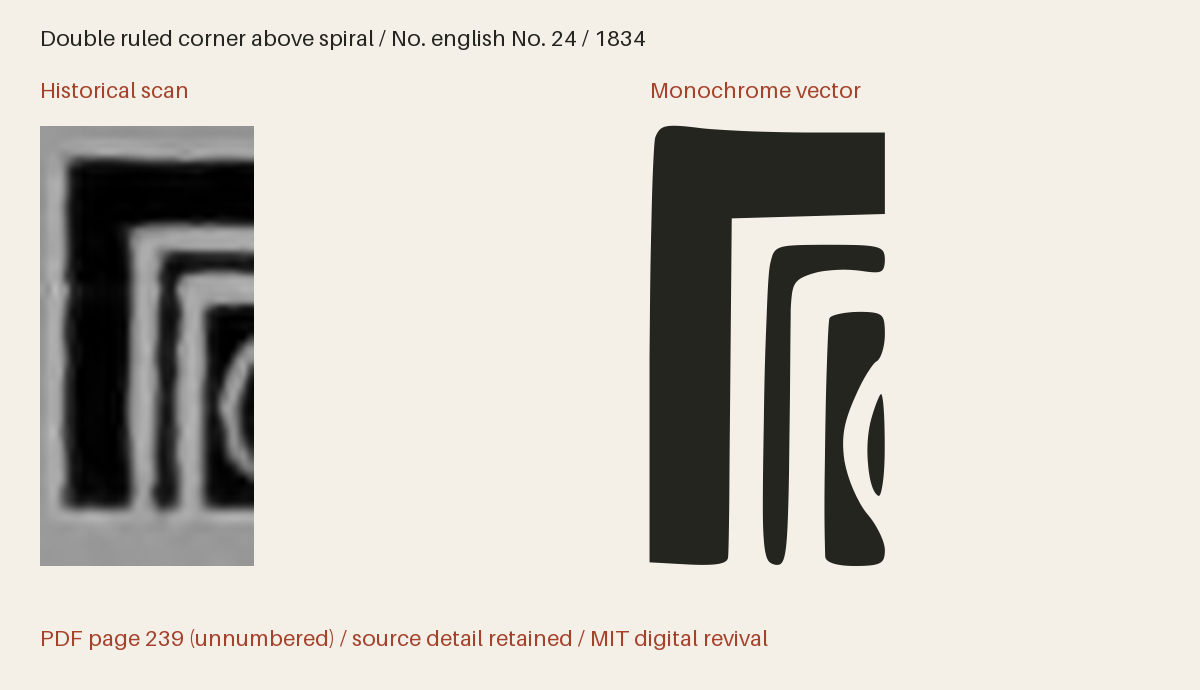 Double ruled corner above spiral / No. english No. 24 / 1834
Historical scan
Monochrome vector
PDF page 239 (unnumbered) / source detail retained / MIT digital revival